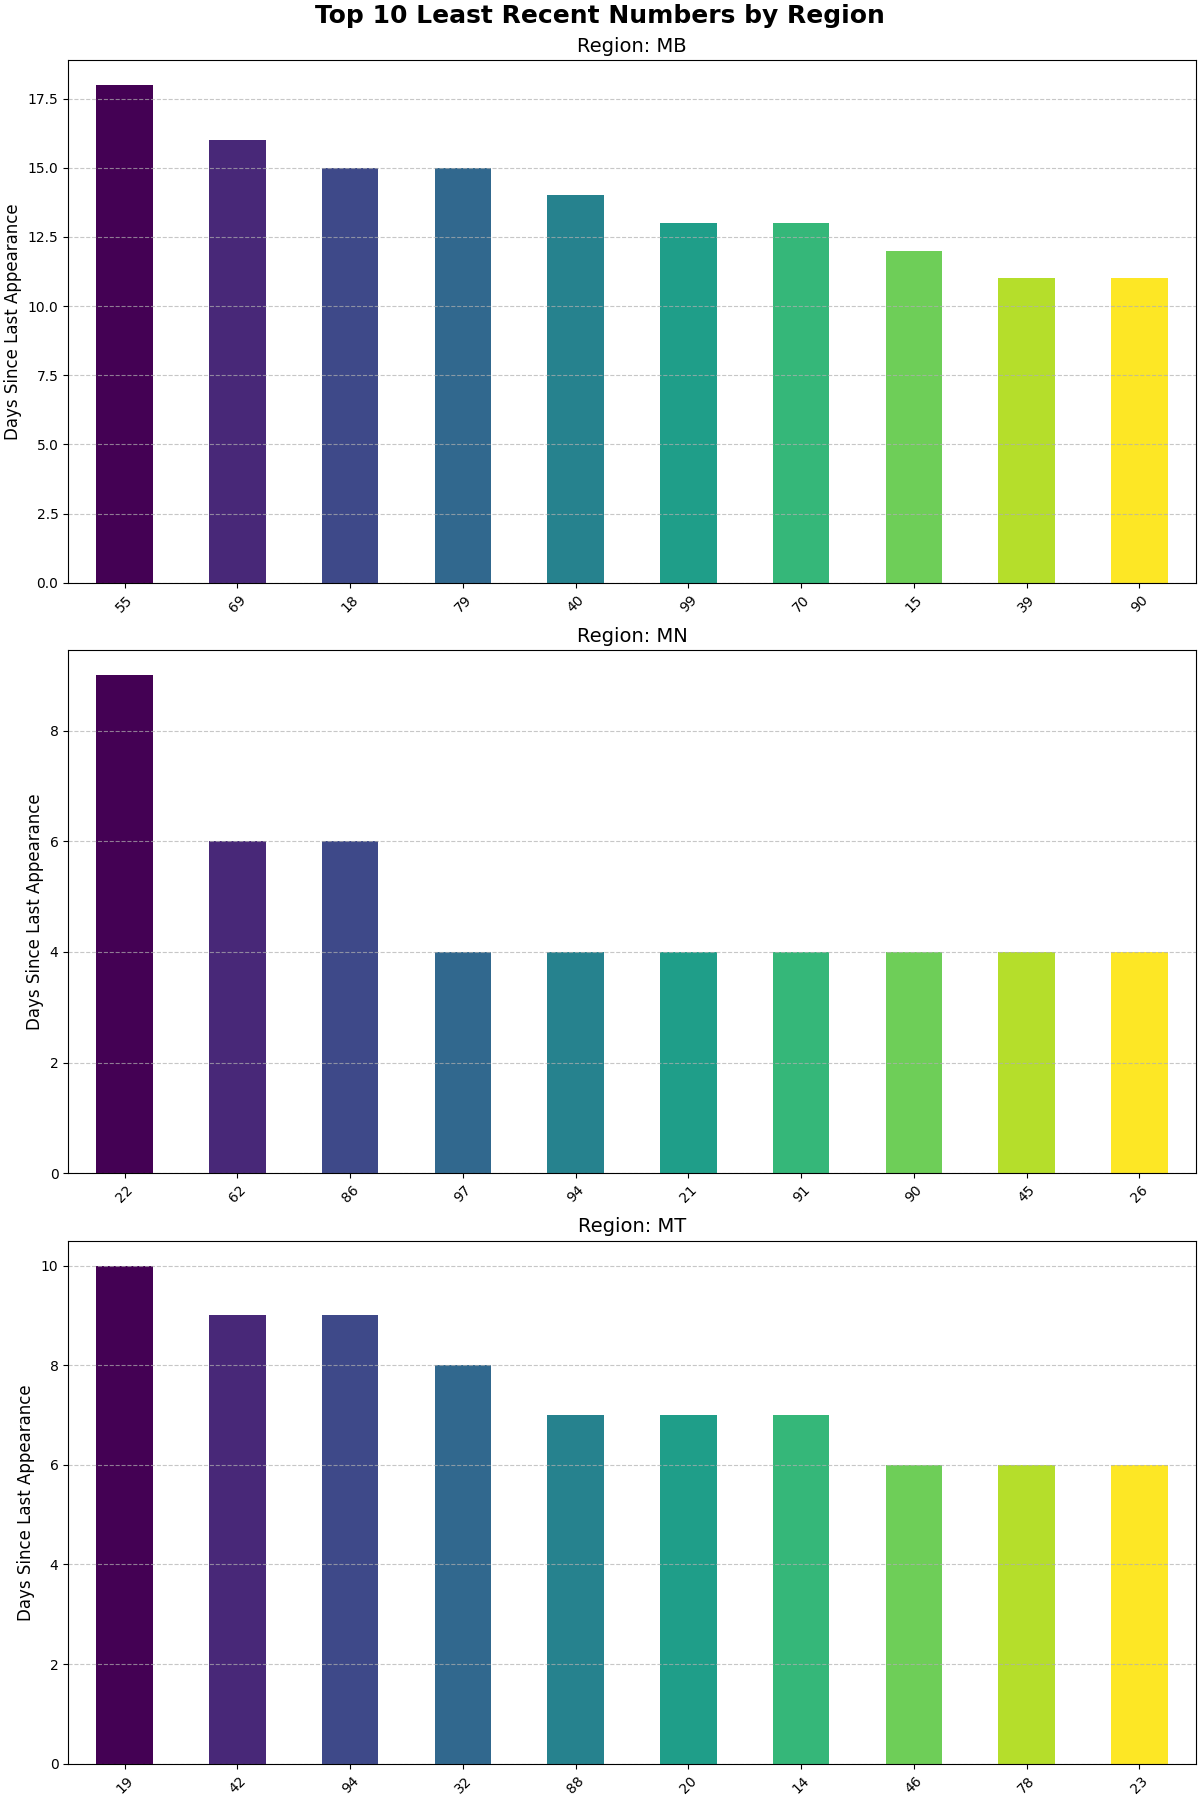 Top 10 Least Recent Numbers by Region
Region: MB
Days Since Last Appearance
17.5
15.0
12.5
10.0
7.5
5.0
2.5
0.0
55 69 18 79 40 99 70 15 39 90
Region: MN
Days Since Last Appearance
8
6
4
2
0
22 62 86 97 94 21 91 90 45 26
Region: MT
Days Since Last Appearance
10
8
6
4
2
0
19 42 94 32 88 20 14 46 78 23